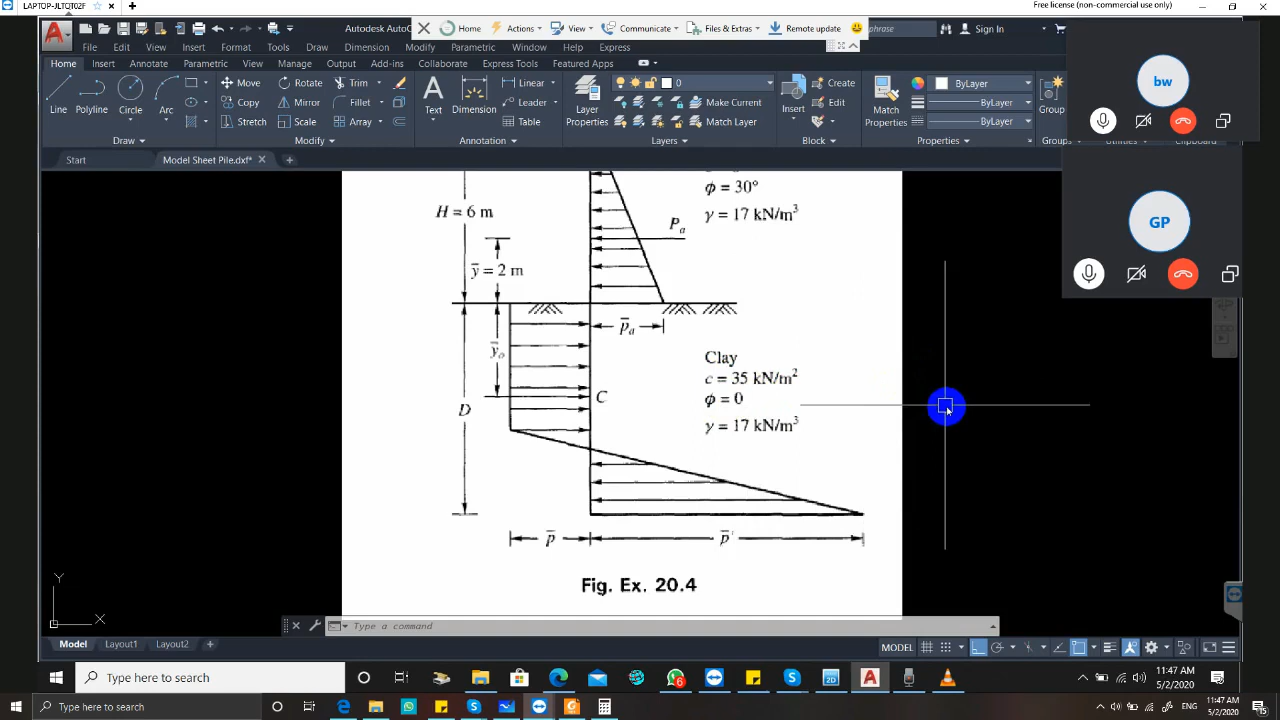 LAPTOP-JLTQT02F
Free license (non-commercial use only)
Autodesk AutoC
Home
Actions
View
Communicate
Files & Extras
Remote update
phrase
Sign In
File Edit View Insert Format Tools Draw Dimension Modify Parametric Window Help Express
Home Insert Annotate Parametric View Manage Output Add-ins Collaborate Express Tools Featured Apps
Line
Polyline
Circle
Arc
Move
Rotate
Trim
Copy
Mirror
Fillet
Stretch
Scale
Array
Text
Dimension
Linear
Leader
Table
Layer
Properties
0
Make Current
Match Layer
Insert
Create
Edit
Match
Properties
ByLayer
ByLayer
ByLayer
Group
Draw
Modify
Annotation
Layers
Block
Properties
Groups
Utilities
Clipboard
bw
GP
Start
Model Sheet Pile.dxf*
ϕ = 30°
γ = 17 kN/m³
H = 6 m
Pₐ
ȳ = 2 m
p̄ₐ
ȳₒ
Clay
c = 35 kN/m²
C
ϕ = 0
D
γ = 17 kN/m³
p̄
p̄'
Fig. Ex. 20.4
Y
X
Type a command
Model Layout1 Layout2
MODEL
Type here to search
6
2D
11:47 AM
5/2/2020
Type here to search
ENG
11:47 AM
5/2/2020